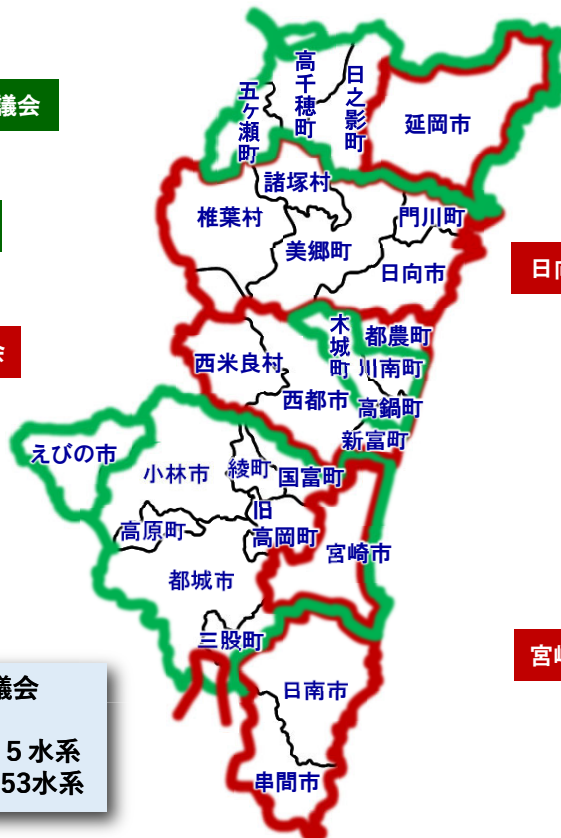 議会
高千穂町
日之影町
五ヶ瀬町
延岡市
諸塚村
椎葉村
門川町
美郷町
日向市
日向
会
木城町
都農町
西米良村
川南町
西都市
高鍋町
新富町
えびの市
小林市
綾町
国富町
旧
高岡町
高原町
宮崎市
都城市
三股町
宮崎
議会
日南市
5水系
53水系
串間市